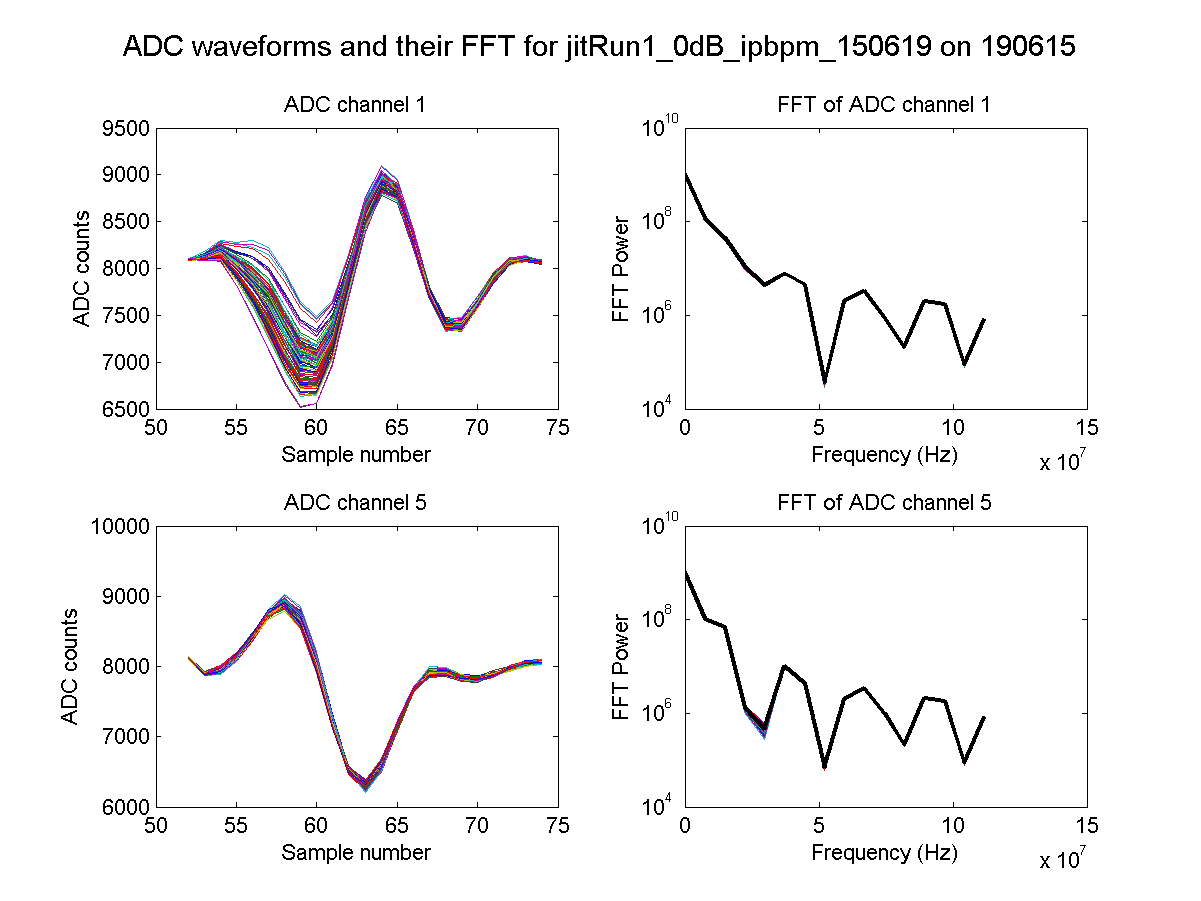 ADC waveforms and their FFT for jitRun1_0dB_ipbpm_150619 on 190615
ADC channel 1
9500
9000
8500
8000
7500
7000
6500
ADC counts
50 55 60 65 70 75
Sample number
FFT of ADC channel 1
10^10
10^8
10^6
10^4
FFT Power
0 5 10 15
Frequency (Hz)
x 10^7
ADC channel 5
10000
9000
8000
7000
6000
ADC counts
50 55 60 65 70 75
Sample number
FFT of ADC channel 5
10^10
10^8
10^6
10^4
FFT Power
0 5 10 15
Frequency (Hz)
x 10^7